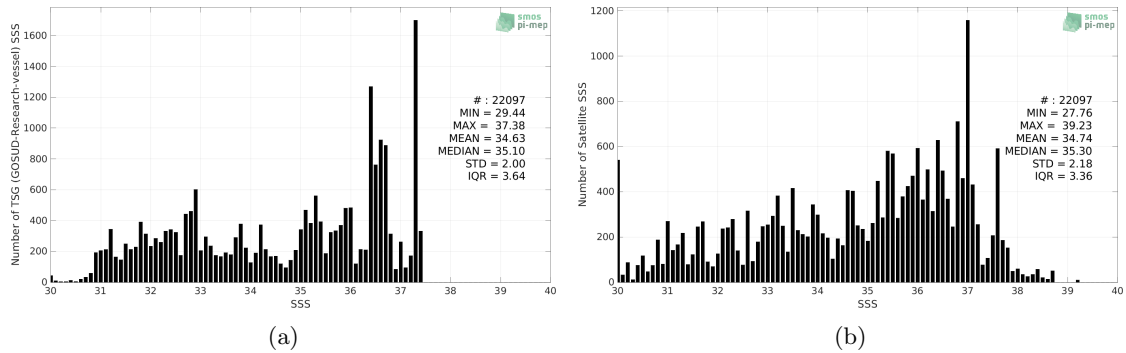 Number of TSG (GOSUD-Research-vessel) SSS
1600
1400
1200
1000
800
600
400
200
0
30 31 32 33 34 35 36 37 38 39 40
SSS
smos
pi-mep
# : 22097
MIN = 29.44
MAX = 37.38
MEAN = 34.63
MEDIAN = 35.10
STD = 2.00
IQR = 3.64
(a)
Number of Satellite SSS
1200
1000
800
600
400
200
0
30 31 32 33 34 35 36 37 38 39 40
SSS
smos
pi-mep
# : 22097
MIN = 27.76
MAX = 39.23
MEAN = 34.74
MEDIAN = 35.30
STD = 2.18
IQR = 3.36
(b)